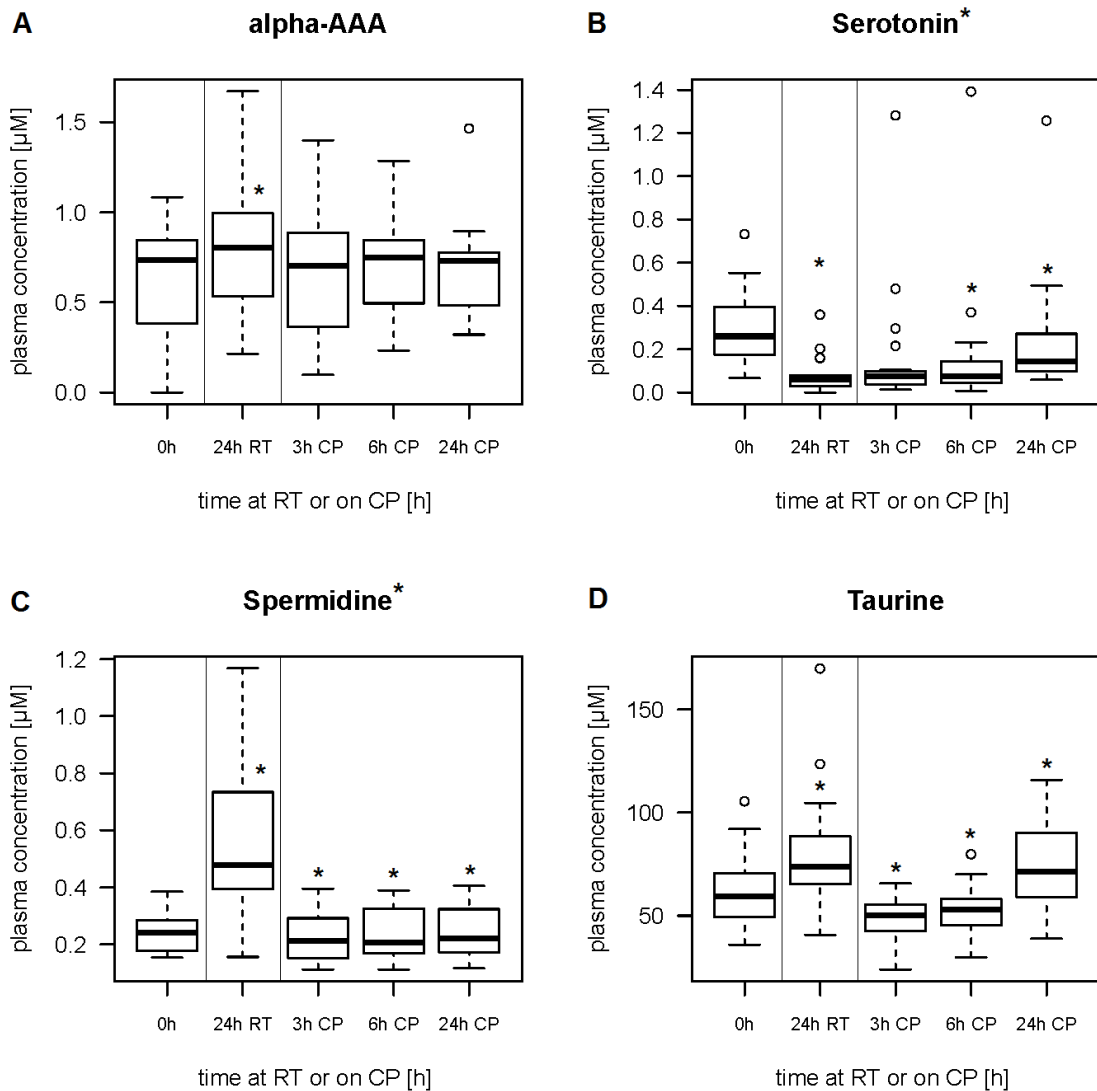 A alpha-AAA
plasma concentration [µM]
1.5
1.0
0.5
0.0
*
0h 24h RT 3h CP 6h CP 24h CP
time at RT or on CP [h]
B Serotonin*
plasma concentration [µM]
1.4
1.2
1.0
0.8
0.6
0.4
0.2
0.0
* * *
0h 24h RT 3h CP 6h CP 24h CP
time at RT or on CP [h]
C Spermidine*
plasma concentration [µM]
1.2
1.0
0.8
0.6
0.4
0.2
* * * *
0h 24h RT 3h CP 6h CP 24h CP
time at RT or on CP [h]
D Taurine
plasma concentration [µM]
150
100
50
* * * *
0h 24h RT 3h CP 6h CP 24h CP
time at RT or on CP [h]